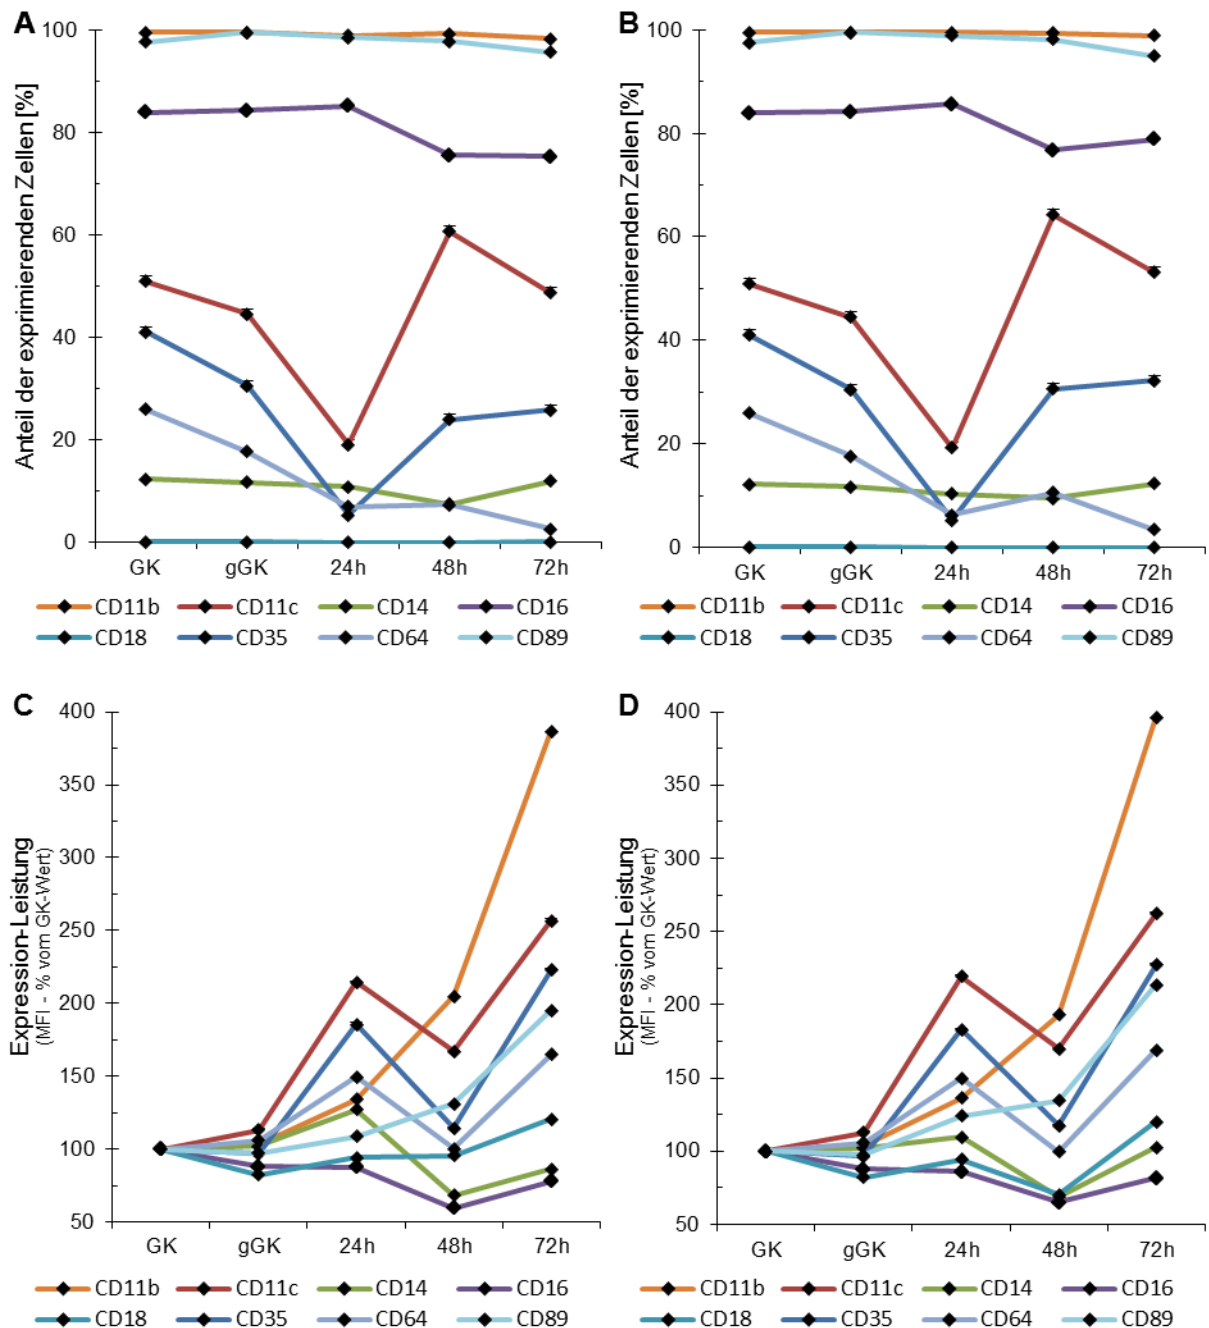 A
Anteil der exprimierenden Zellen [%]
100
80
60
40
20
0
GK gGK 24h 48h 72h
CD11b CD11c CD14 CD16
CD18 CD35 CD64 CD89
B
Anteil der exprimierenden Zellen [%]
100
80
60
40
20
0
GK gGK 24h 48h 72h
CD11b CD11c CD14 CD16
CD18 CD35 CD64 CD89
C
Expression-Leistung
(MFI - % vom GK-Wert)
400
350
300
250
200
150
100
50
GK gGK 24h 48h 72h
CD11b CD11c CD14 CD16
CD18 CD35 CD64 CD89
D
Expression-Leistung
(MFI - % vom GK-Wert)
400
350
300
250
200
150
100
50
GK gGK 24h 48h 72h
CD11b CD11c CD14 CD16
CD18 CD35 CD64 CD89